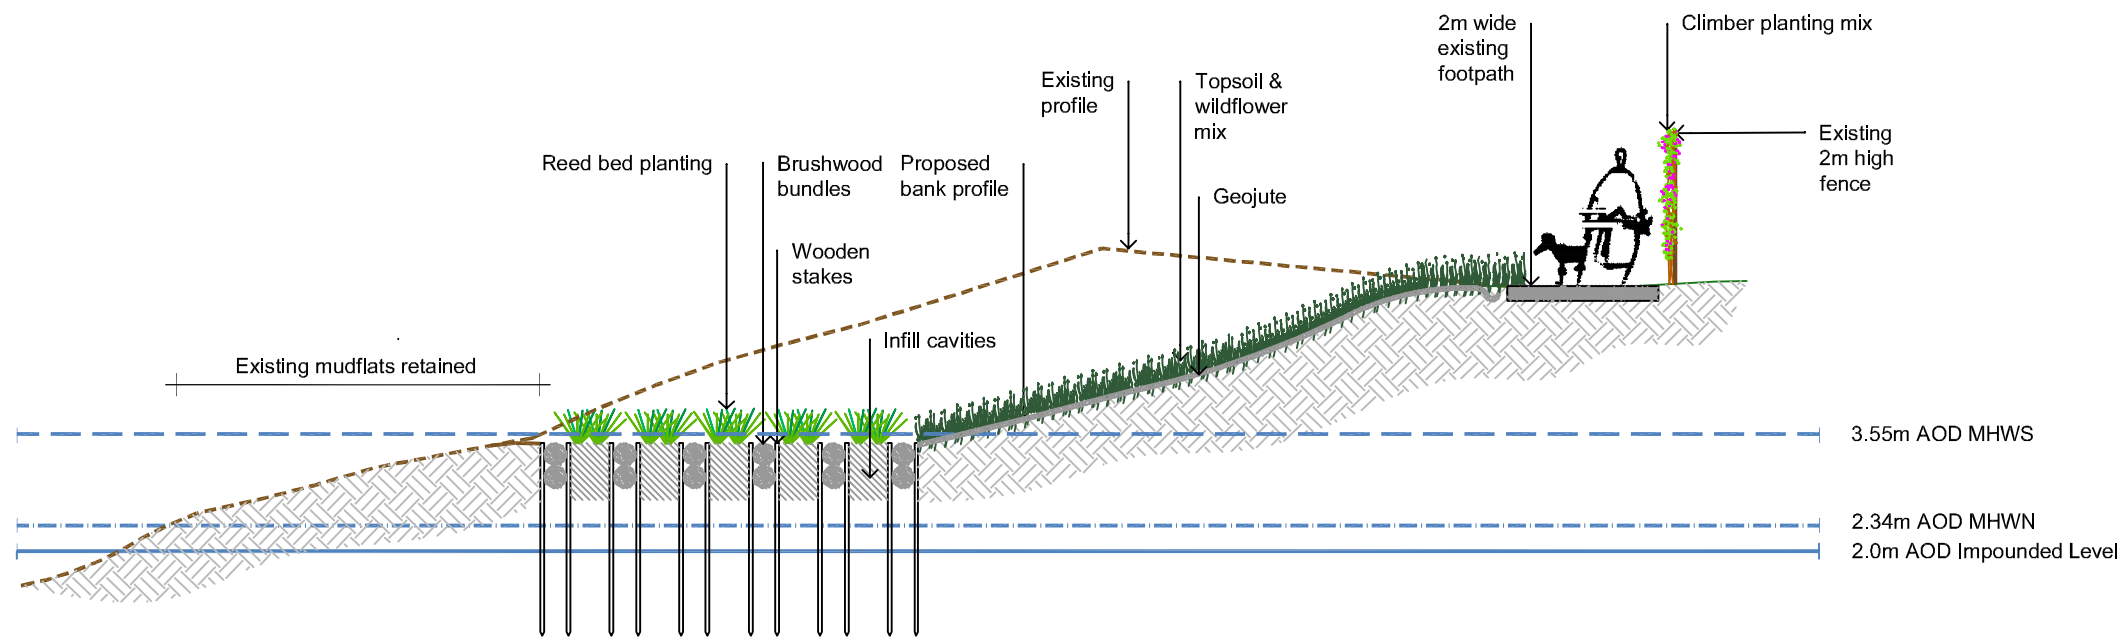 2m wide
existing
footpath
Climber planting mix
Existing
profile
Topsoil &
wildflower
mix
Existing
2m high
fence
Reed bed planting
Brushwood
bundles
Proposed
bank profile
Geojute
Wooden
stakes
Infill cavities
Existing mudflats retained
3.55m AOD MHWS
2.34m AOD MHWN
2.0m AOD Impounded Level